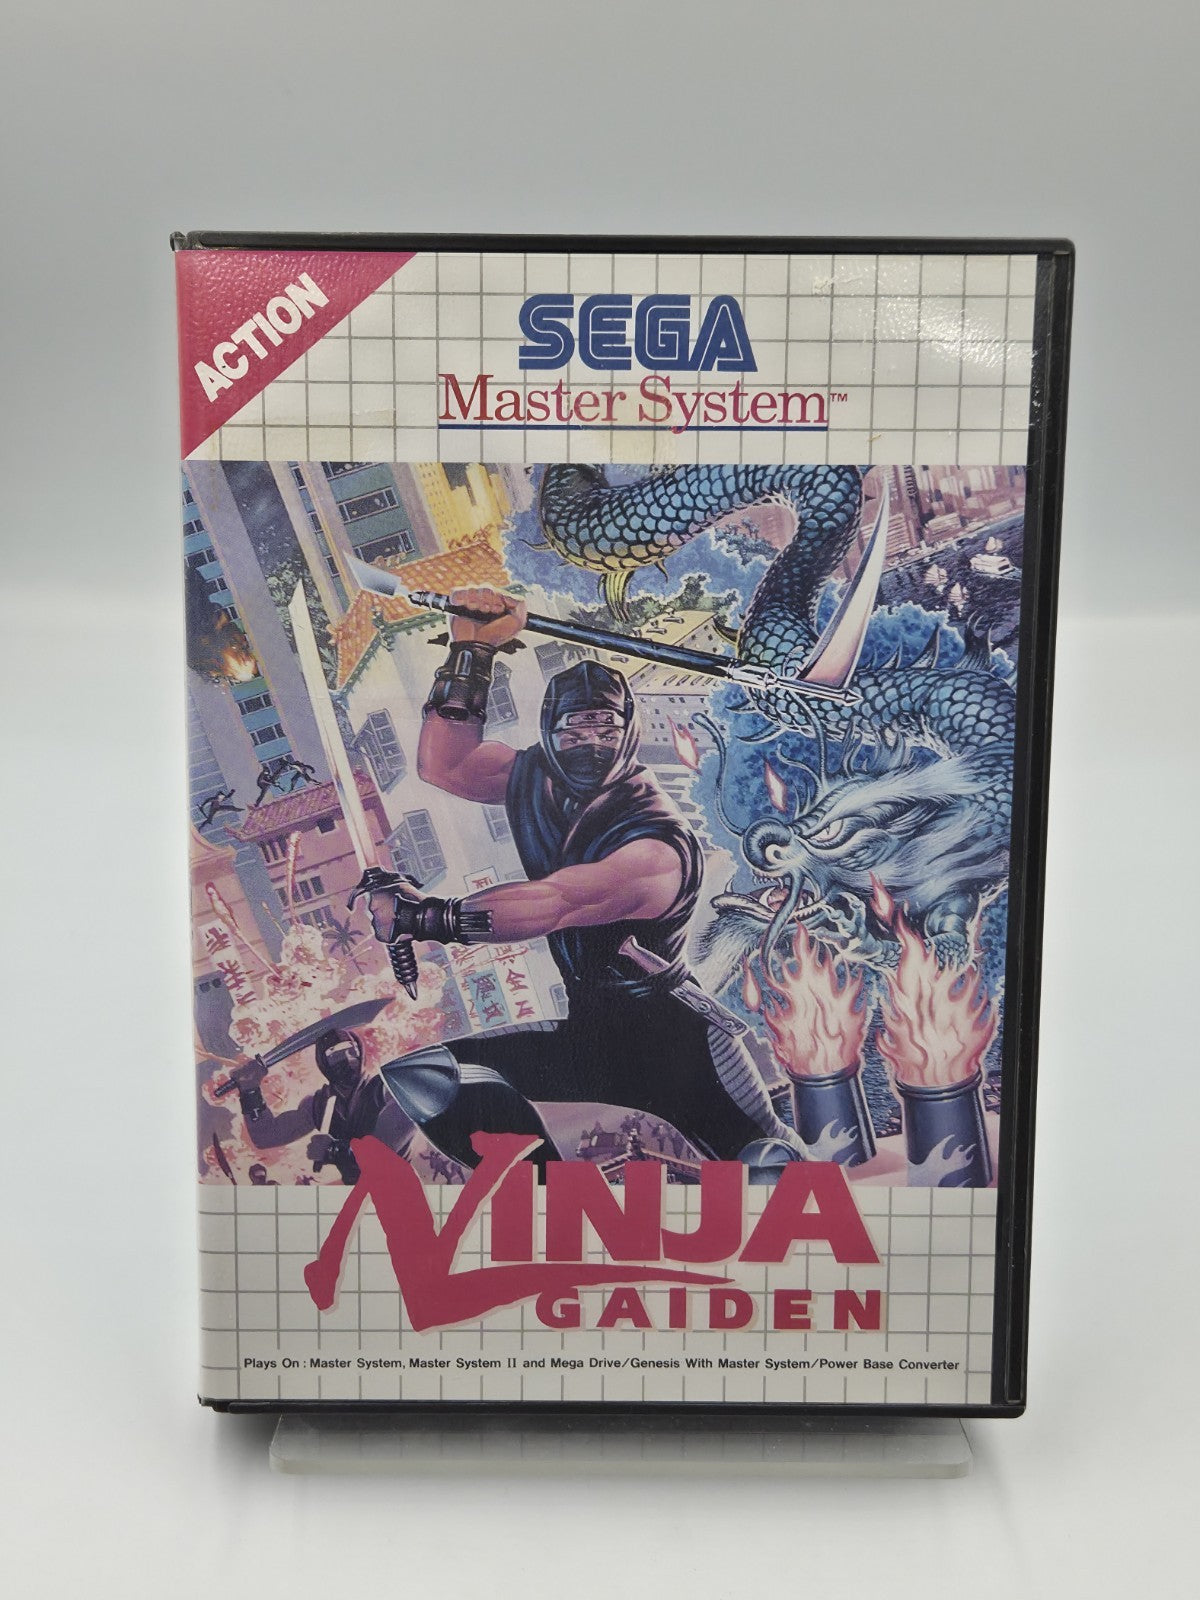 ACTION
SEGA
Master System™
NINJA
GAIDEN
Plays On : Master System, Master System II and Mega Drive/Genesis With Master System/Power Base Converter